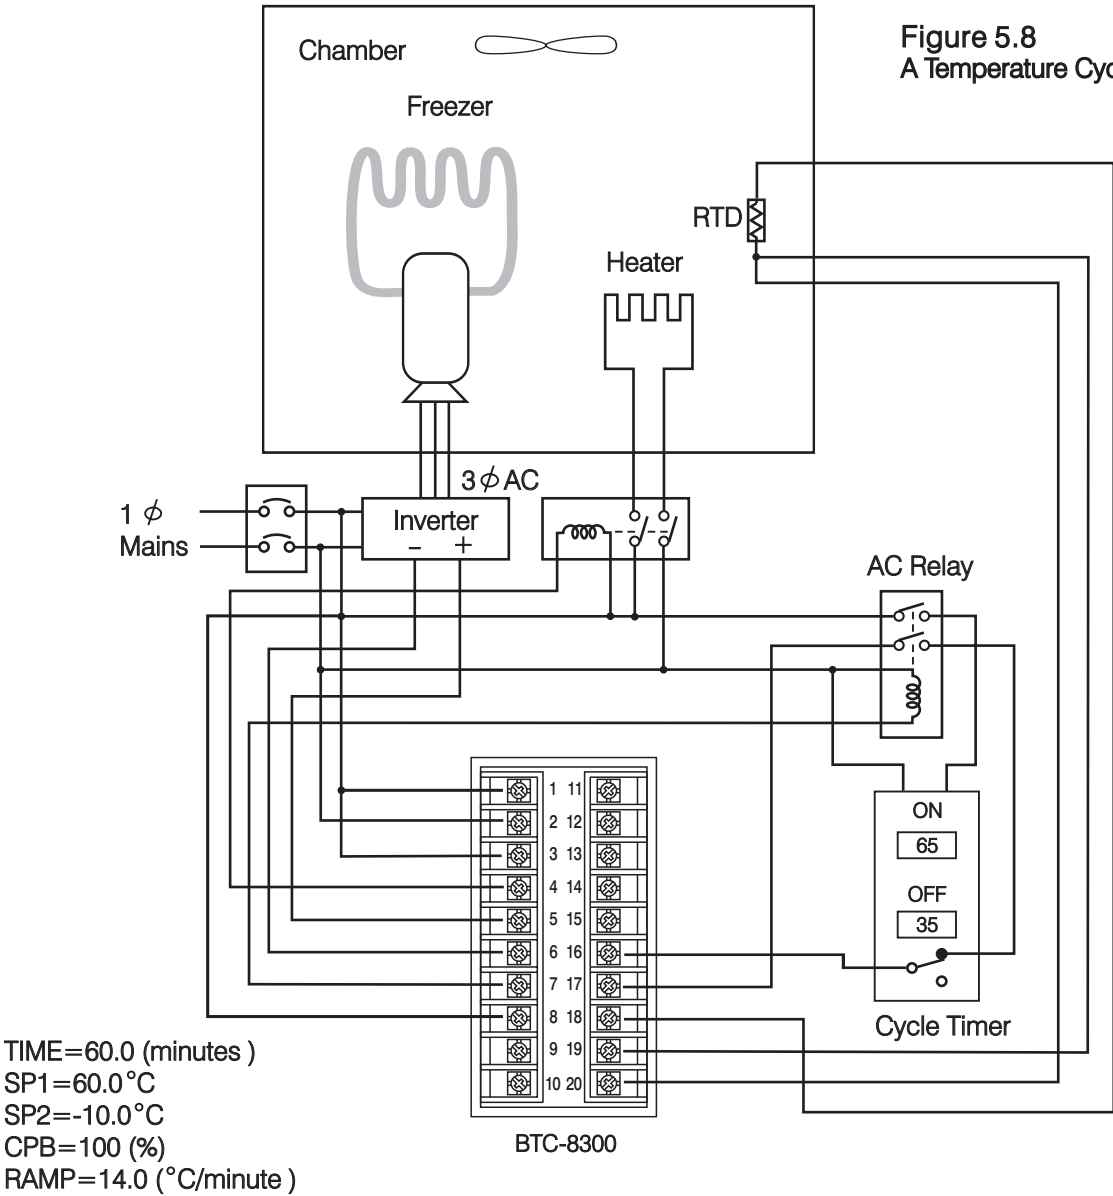 Figure 5.8
A Temperature Cyc
Chamber
Freezer
RTD
Heater
3 ϕ AC
1 ϕ
Mains
Inverter
− +
AC Relay
1 11
2 12
3 13
4 14
5 15
6 16
7 17
8 18
9 19
10 20
ON
65
OFF
35
Cycle Timer
BTC-8300
TIME=60.0 (minutes )
SP1=60.0°C
SP2=-10.0°C
CPB=100 (%)
RAMP=14.0 (°C/minute )